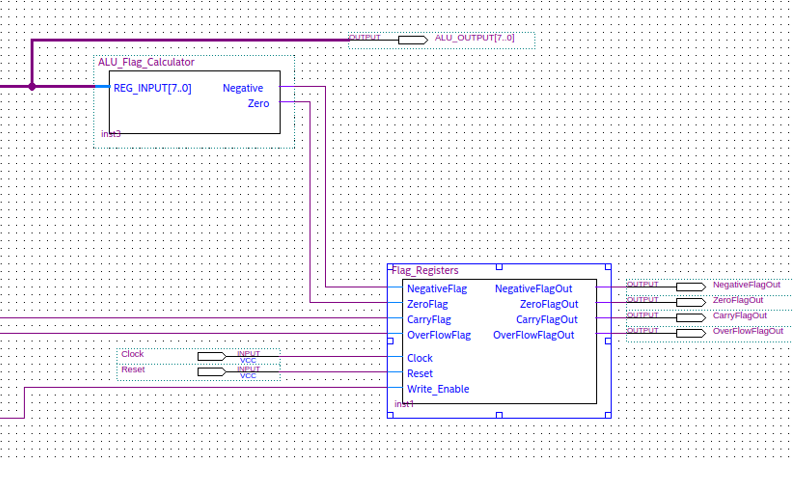 OUTPUT ALU_OUTPUT[7..0]
ALU_Flag_Calculator
REG_INPUT[7..0] Negative
Zero
inst3
Flag_Registers
NegativeFlag NegativeFlagOut OUTPUT NegativeFlagOut
ZeroFlag ZeroFlagOut OUTPUT ZeroFlagOut
CarryFlag CarryFlagOut OUTPUT CarryFlagOut
OverFlowFlag OverFlowFlagOut OUTPUT OverFlowFlagOut
Clock INPUT Clock
VCC
Reset INPUT Reset
VCC
Write_Enable
inst1